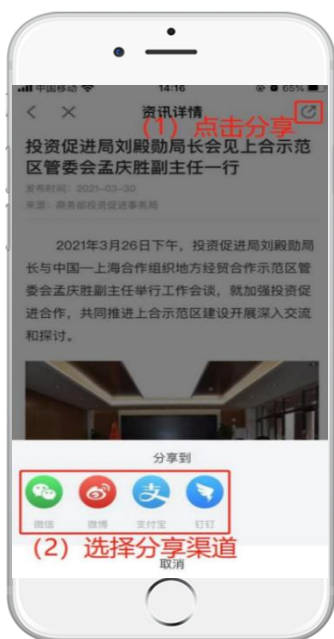 中国移动 14:16 65%
资讯详情
(1) 点击分享
投资促进局刘殿勋局长会见上合示范
区管委会孟庆胜副主任一行
发布时间：2021-03-30
来源：商务部投资促进事务局
2021年3月26日下午，投资促进局刘殿勋局
长与中国—上海合作组织地方经贸合作示范区管
委会孟庆胜副主任举行工作会谈，就加强投资促
进合作，共同推进上合示范区建设开展深入交流
和探讨。
分享到
微信 微博 支付宝 钉钉
(2) 选择分享渠道
取消